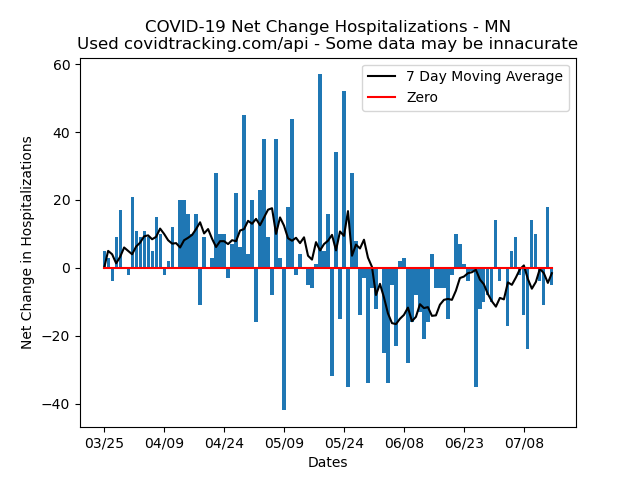 COVID-19 Net Change Hospitalizations - MN
Used covidtracking.com/api - Some data may be innacurate
7 Day Moving Average
Zero
Net Change in Hospitalizations
60
40
20
0
−20
−40
03/25 04/09 04/24 05/09 05/24 06/08 06/23 07/08
Dates